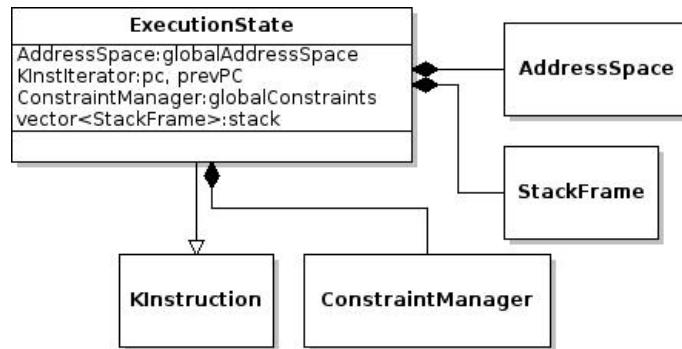 ExecutionState
AddressSpace:globalAddressSpace
KInstIterator:pc, prevPC
ConstraintManager:globalConstraints
vector<StackFrame>:stack
AddressSpace
StackFrame
KInstruction
ConstraintManager